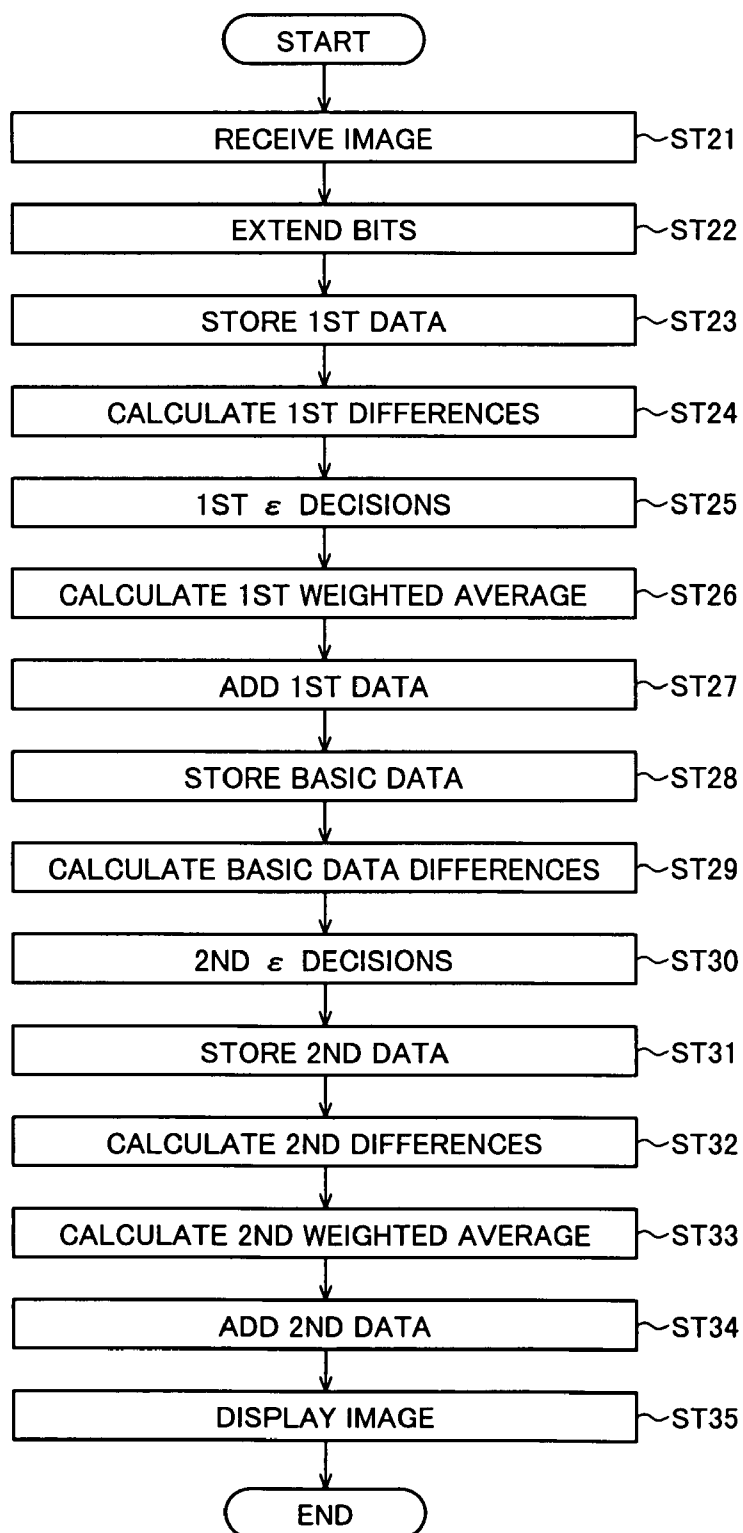 START
RECEIVE IMAGE ST21
EXTEND BITS ST22
STORE 1ST DATA ST23
CALCULATE 1ST DIFFERENCES ST24
1ST ε DECISIONS ST25
CALCULATE 1ST WEIGHTED AVERAGE ST26
ADD 1ST DATA ST27
STORE BASIC DATA ST28
CALCULATE BASIC DATA DIFFERENCES ST29
2ND ε DECISIONS ST30
STORE 2ND DATA ST31
CALCULATE 2ND DIFFERENCES ST32
CALCULATE 2ND WEIGHTED AVERAGE ST33
ADD 2ND DATA ST34
DISPLAY IMAGE ST35
END